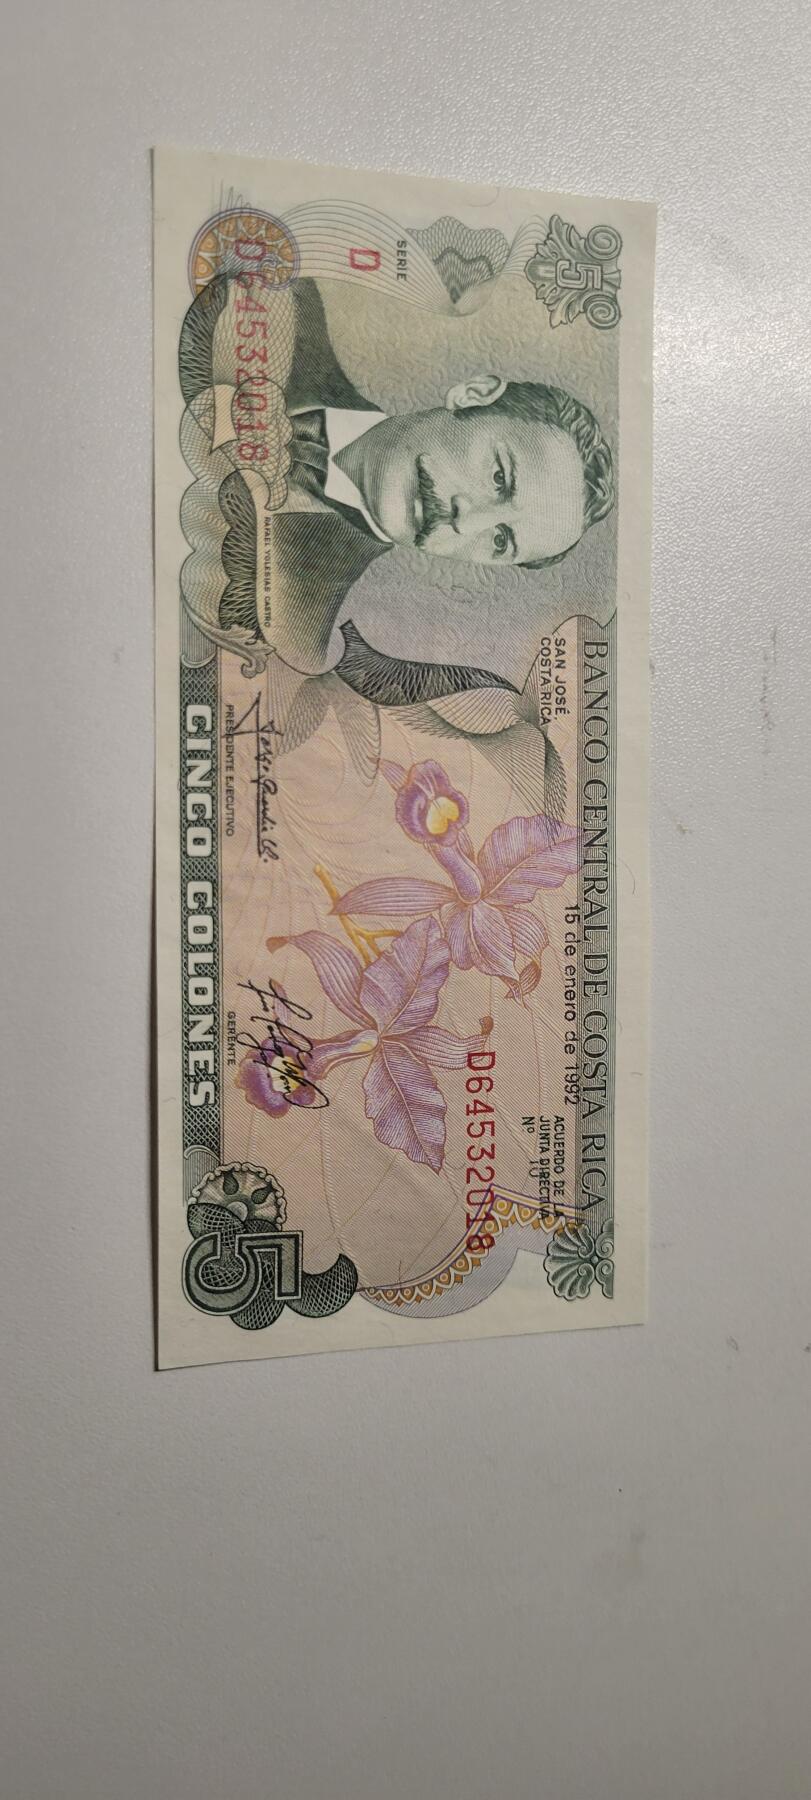 5
BANCO CENTRAL DE COSTA RICA
SAN JOSÉ,
COSTA RICA
15 de enero de 1992
ACUERDO DE LA
JUNTA DIRECTIVA
Nº
SERIE
D
D64532018
D64532018
RAFAEL YGLESIAS CASTRO
PRESIDENTE EJECUTIVO
GERENTE
CINCO COLONES
5